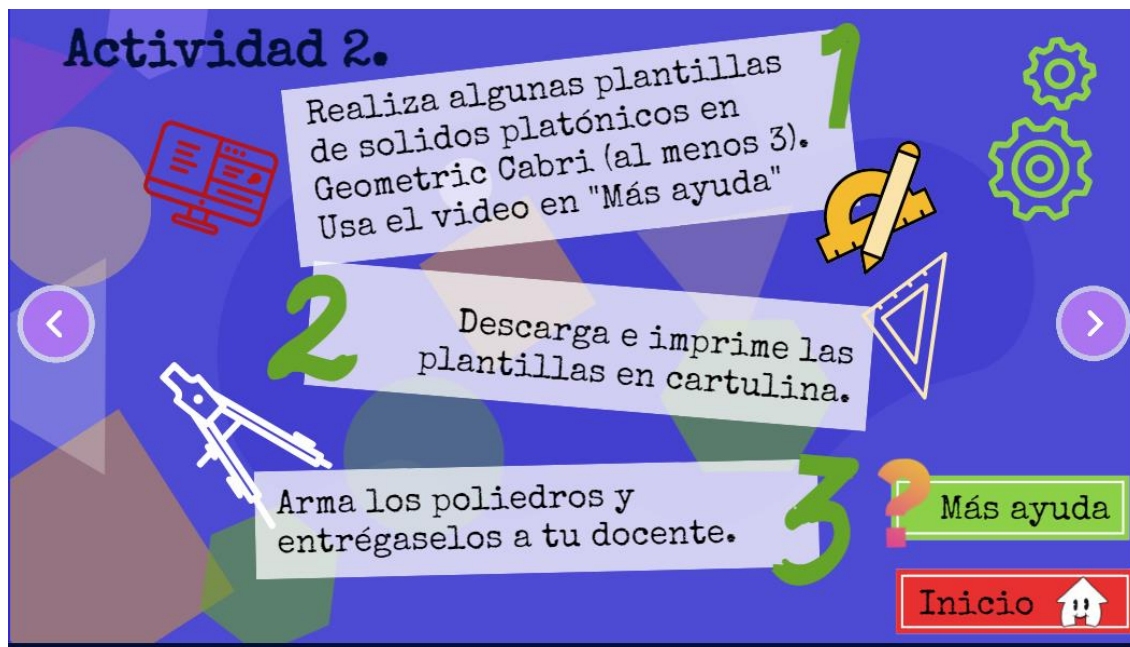 Actividad 2.
1
Realiza algunas plantillas
de solidos platónicos en
Geometric Cabri (al menos 3).
Usa el video en "Más ayuda"
2
Descarga e imprime las
plantillas en cartulina.
3
Arma los poliedros y
entrégaselos a tu docente.
? Más ayuda
Inicio